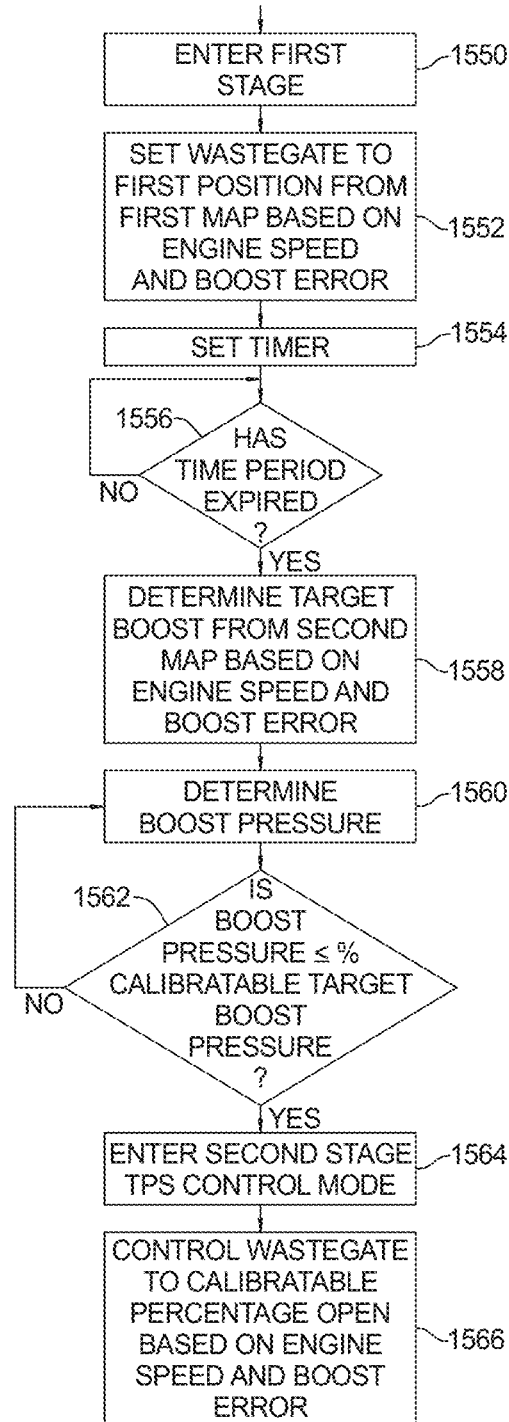 ENTER FIRST
STAGE
1550
SET WASTEGATE TO
FIRST POSITION FROM
FIRST MAP BASED ON
ENGINE SPEED
AND BOOST ERROR
1552
SET TIMER
1554
1556
HAS
TIME PERIOD
EXPIRED
?
NO
YES
DETERMINE TARGET
BOOST FROM SECOND
MAP BASED ON
ENGINE SPEED AND
BOOST ERROR
1558
DETERMINE
BOOST PRESSURE
1560
1562
IS
BOOST
PRESSURE ≤ %
CALIBRATABLE TARGET
BOOST
PRESSURE
?
NO
YES
ENTER SECOND STAGE
TPS CONTROL MODE
1564
CONTROL WASTEGATE
TO CALIBRATABLE
PERCENTAGE OPEN
BASED ON ENGINE
SPEED AND BOOST
ERROR
1566